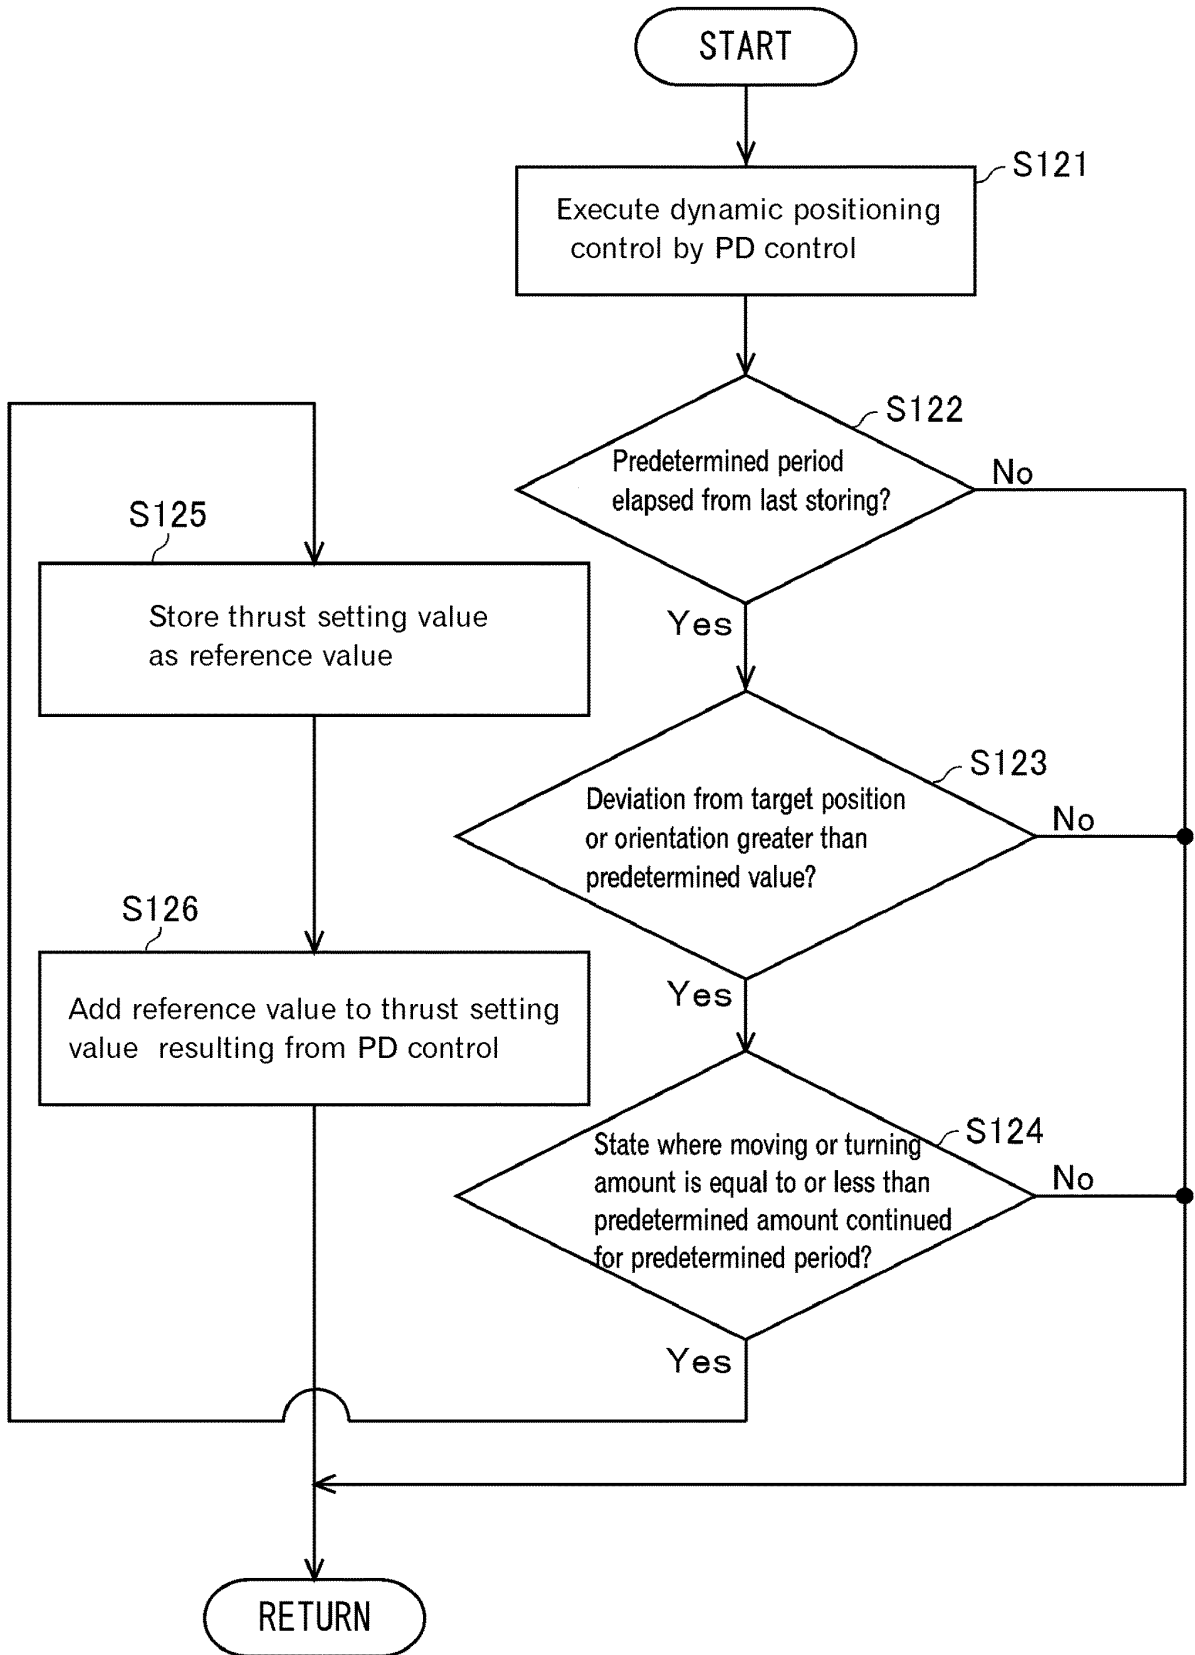 START
S121
Execute dynamic positioning
control by PD control
S122
Predetermined period
elapsed from last storing?
No
Yes
S123
Deviation from target position
or orientation greater than
predetermined value?
No
Yes
S124
State where moving or turning
amount is equal to or less than
predetermined amount continued
for predetermined period?
No
Yes
S125
Store thrust setting value
as reference value
S126
Add reference value to thrust setting
value resulting from PD control
RETURN